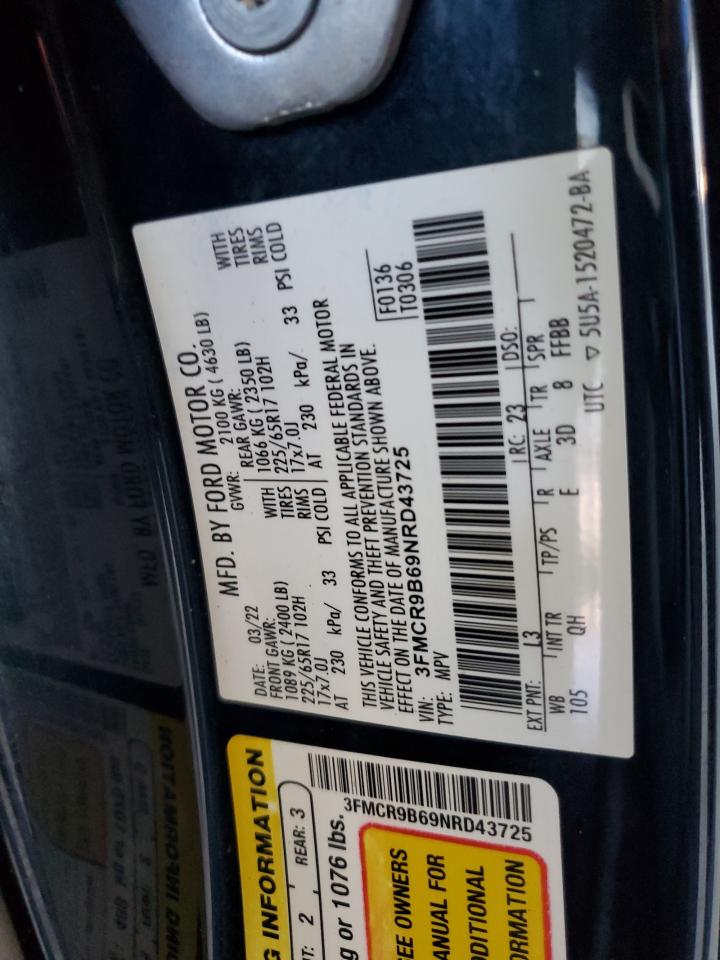 MFD. BY FORD MOTOR CO.
DATE: 03/22 GVWR: 2100 KG ( 4630 LB)
FRONT GAWR: REAR GAWR:
1089 KG ( 2400 LB) WITH 1066 KG ( 2350 LB) WITH
225/65R17 102H TIRES 225/65R17 102H TIRES
17x7.0J RIMS 17x7.0J RIMS
AT 230 kPa/ 33 PSI COLD AT 230 kPa/ 33 PSI COLD
THIS VEHICLE CONFORMS TO ALL APPLICABLE FEDERAL MOTOR
VEHICLE SAFETY AND THEFT PREVENTION STANDARDS IN
EFFECT ON THE DATE OF MANUFACTURE SHOWN ABOVE.
VIN: 3FMCR9B69NRD43725 F0136
TYPE: MPV T0306
EXT PNT: L3 RC: 23 DSO:
WB INT TR TP/PS R AXLE TR SPR
105 QH E 3D 8 FFBB
UTC ▽ 5U5A-1520472-BA
G INFORMATION
T: 2 REAR: 3
g or 1076 lbs.
3FMCR9B69NRD43725
EE OWNERS
ANUAL FOR
DDITIONAL
ORMATION